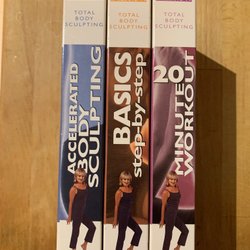 TOTAL
BODY
SCULPTING
ACCELERATED
BODY
SCULPTING
TOTAL
BODY
SCULPTING
BASICS
step-by-step
TOTAL
BODY
SCULPTING
20
MINUTE
WORKOUT